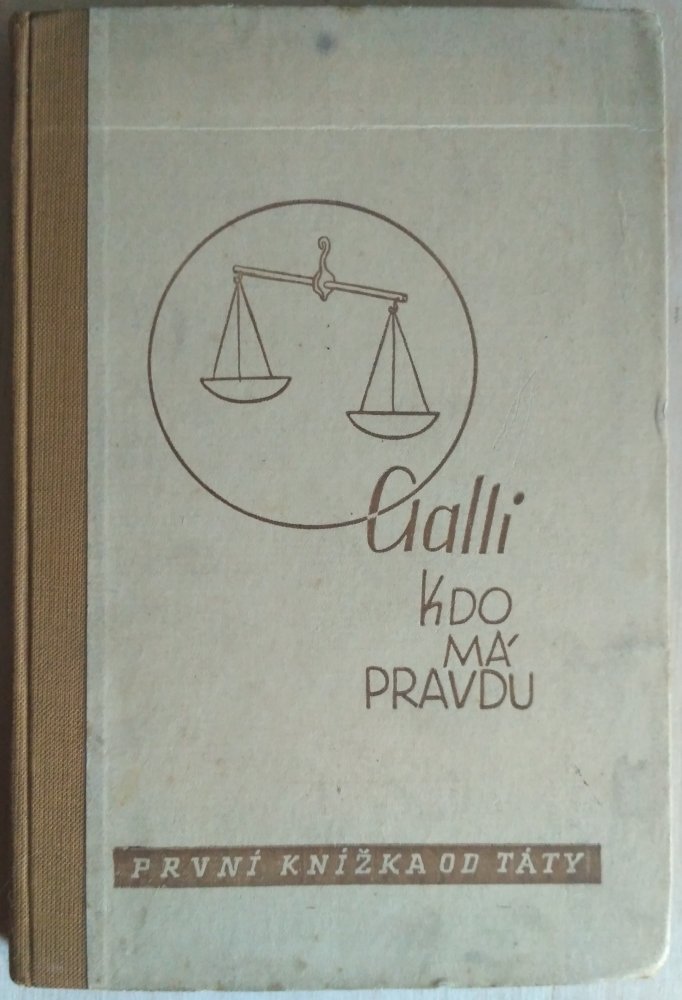 Galli
KDO
MÁ
PRAVDU
PRVNÍ KNÍŽKA OD TÁTY